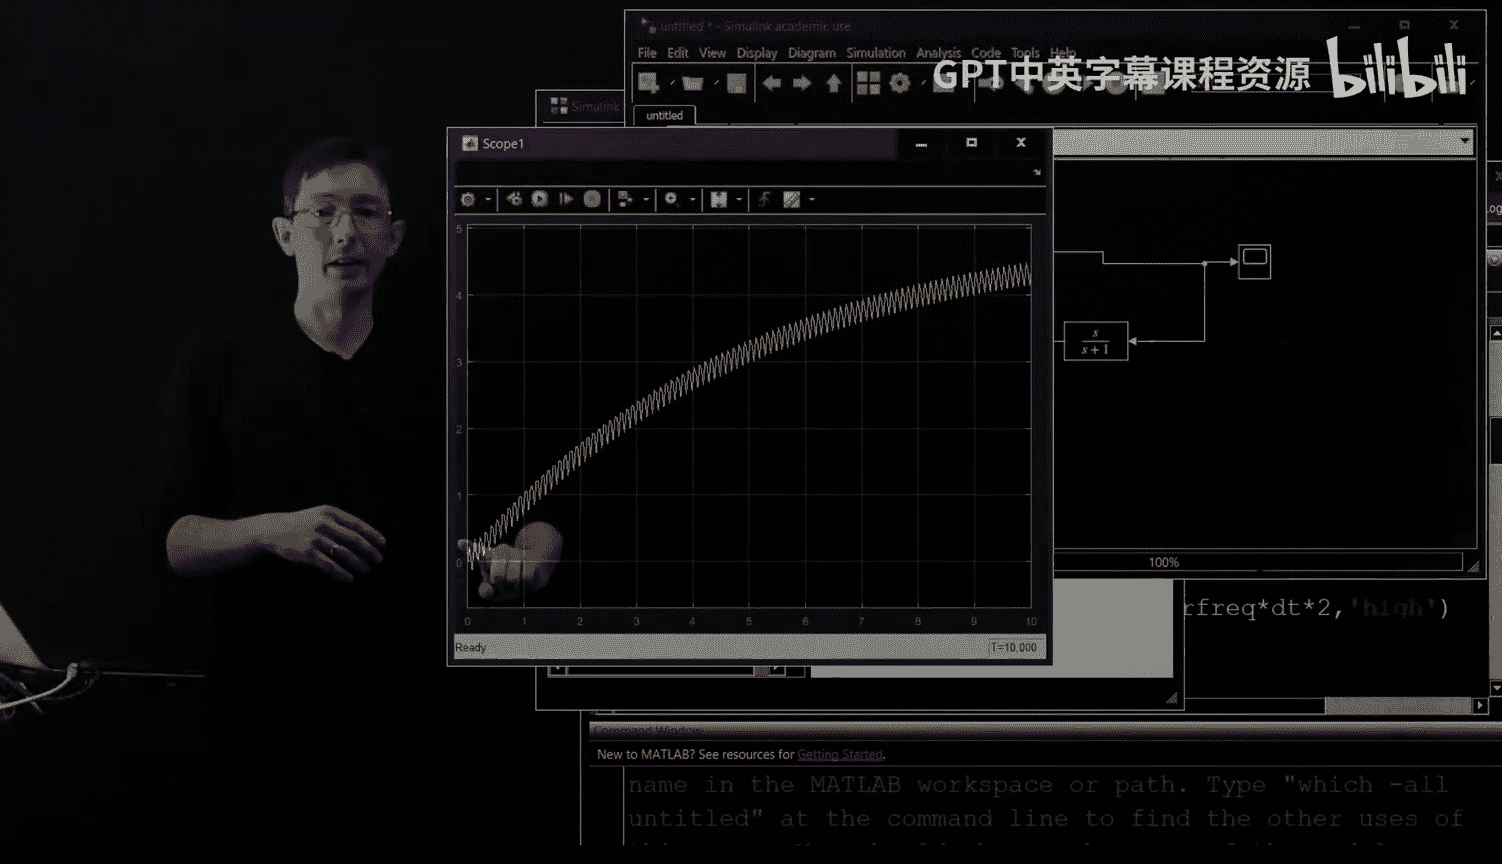 untitled * - Simulink academic use
File Edit View Display Diagram Simulation Analysis Code Tools Help
GPT中英字幕课程资源 bilibili
Simulink
untitled
Scope1
5
4
3
2
1
0
0 1 2 3 4 5 6 7 8 9 10
Ready T=10.000
s
s+1
100%
rfreq*dt*2,'high')
Command Window
New to MATLAB? See resources for Getting Started.
name in the MATLAB workspace or path. Type "which -all
untitled" at the command line to find the other uses of